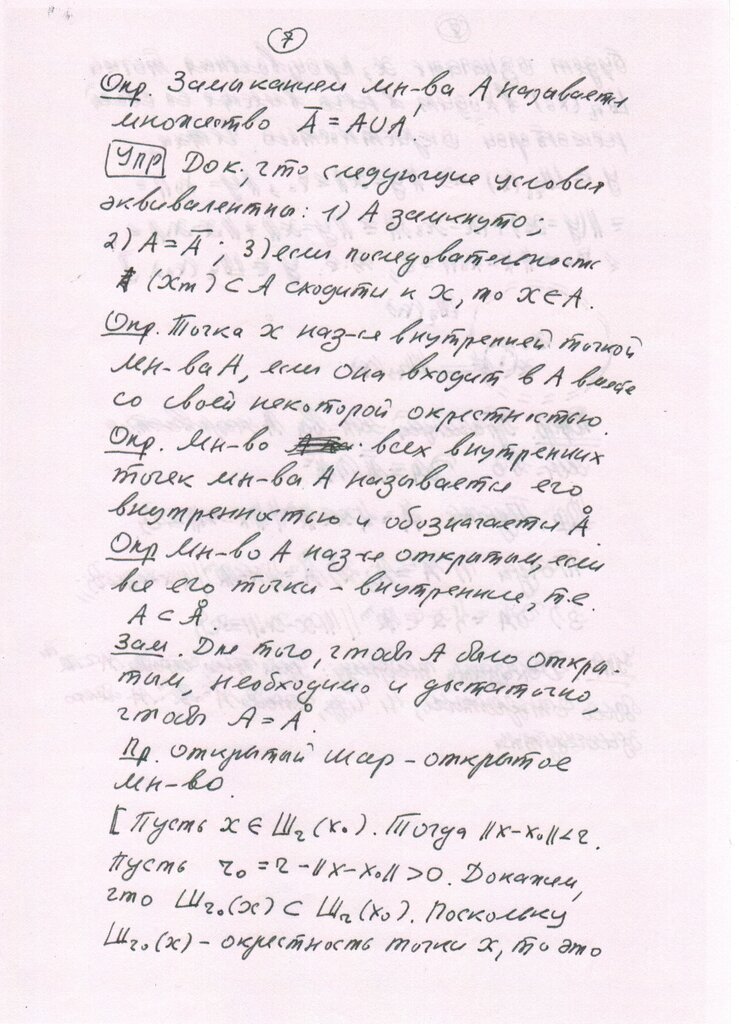 7
Опр. Замыканием мн-ва A называется
множество A̅ = A∪A′.
Упр Док. что следующие условия
эквивалентны: 1) A замкнуто;
2) A = A̅; 3) если последовательность
(xₘ) ⊂ A сходится к x, то x ∈ A.
Опр. Точка x наз-ся внутренней точкой
мн-ва A, если она входит в A вместе
со своей некоторой окрестностью.
Опр. Мн-во всех внутренних
точек мн-ва A называется его
внутренностью и обозначается Å.
Опр Мн-во A наз-ся открытым, если
все его точки – внутренние, т.е.
A ⊂ Å.
Зам. Для того, чтобы A было откры-
тым, необходимо и достаточно,
чтобы A = Å.
Пр. Открытый шар – открытое
мн-во.
[ Пусть x ∈ Шᵣ(x₀). Тогда ||x-x₀|| < r.
Пусть r₀ = r - ||x-x₀|| > 0. Докажем,
что Шr₀(x) ⊂ Шr(x₀). Поскольку
Шr₀(x) – окрестность точки x, то это